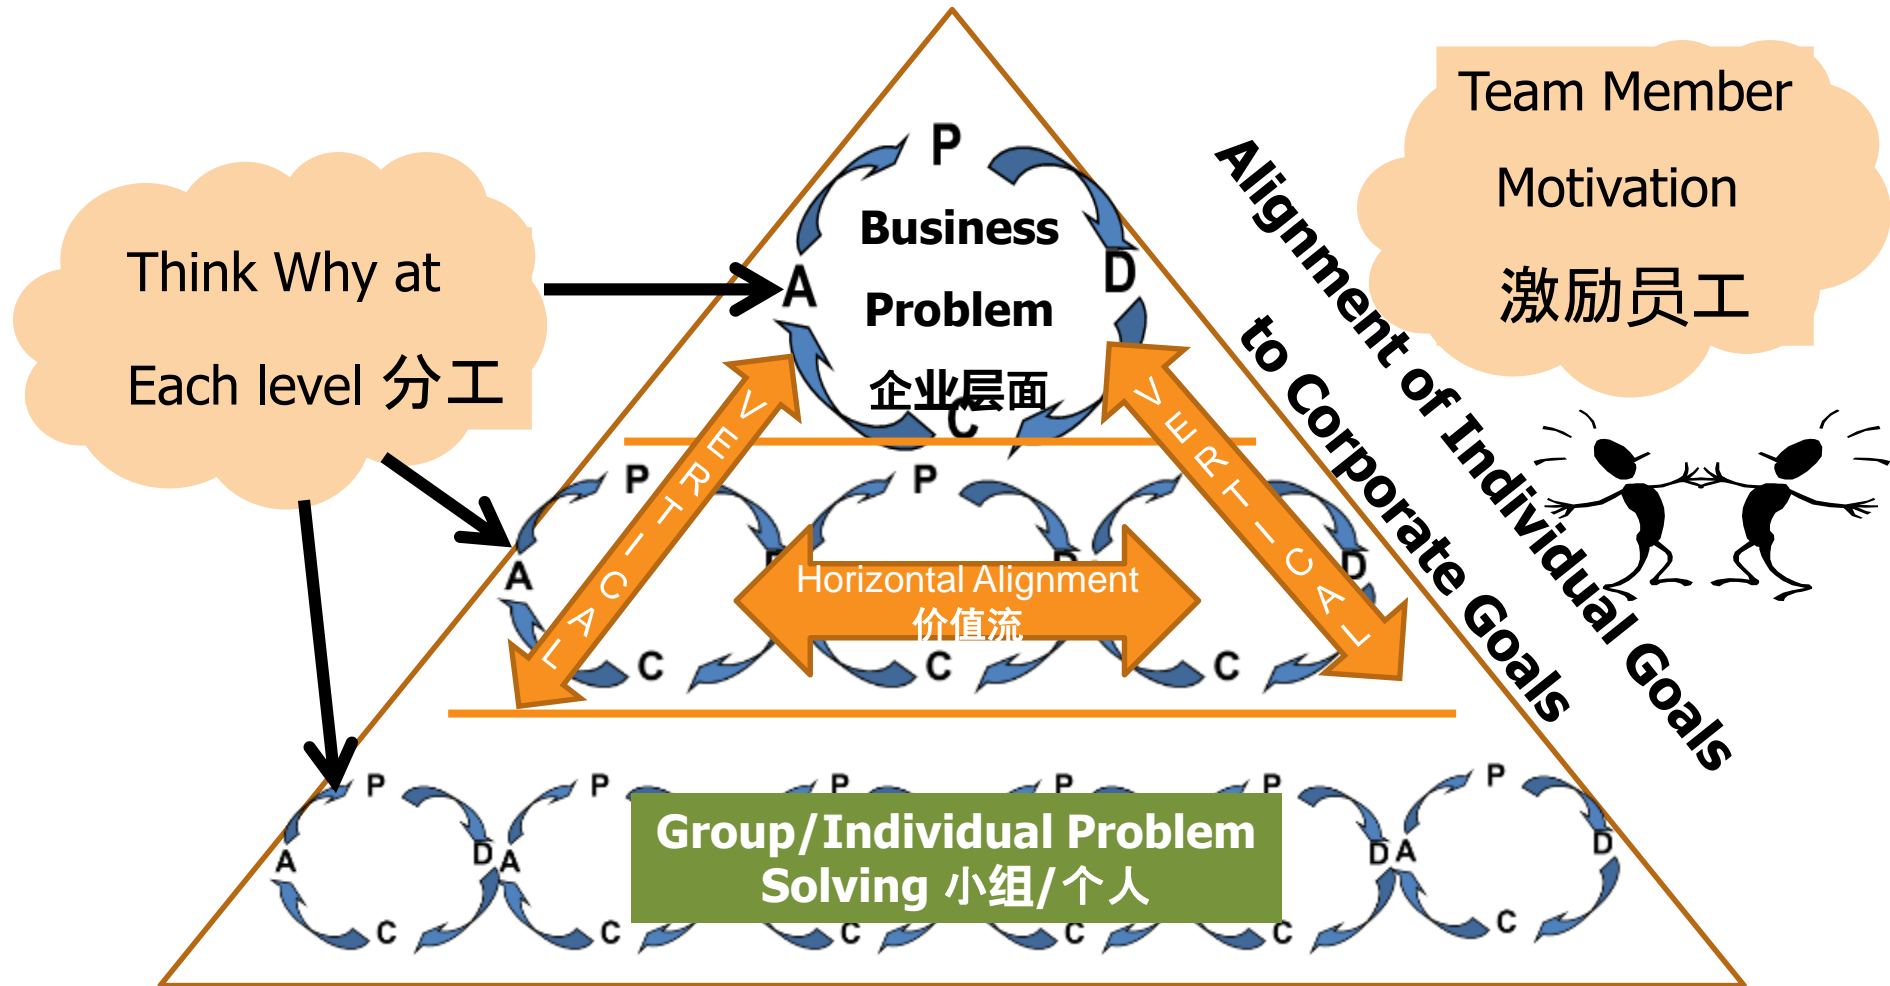 Team Member
Motivation
激励员工
Think Why at
Each level 分工
P
Business
A
D
Problem
企业层面
C
Alignment of Individual Goals
to Corporate Goals
VERTICAL
VERTICAL
P
P
A
D
Horizontal Alignment
价值流
C
C
C
P
P
P
P
P
P
Group/Individual Problem
A
D
A
D
A
D
Solving 小组/个人
C
C
C
C
C
C